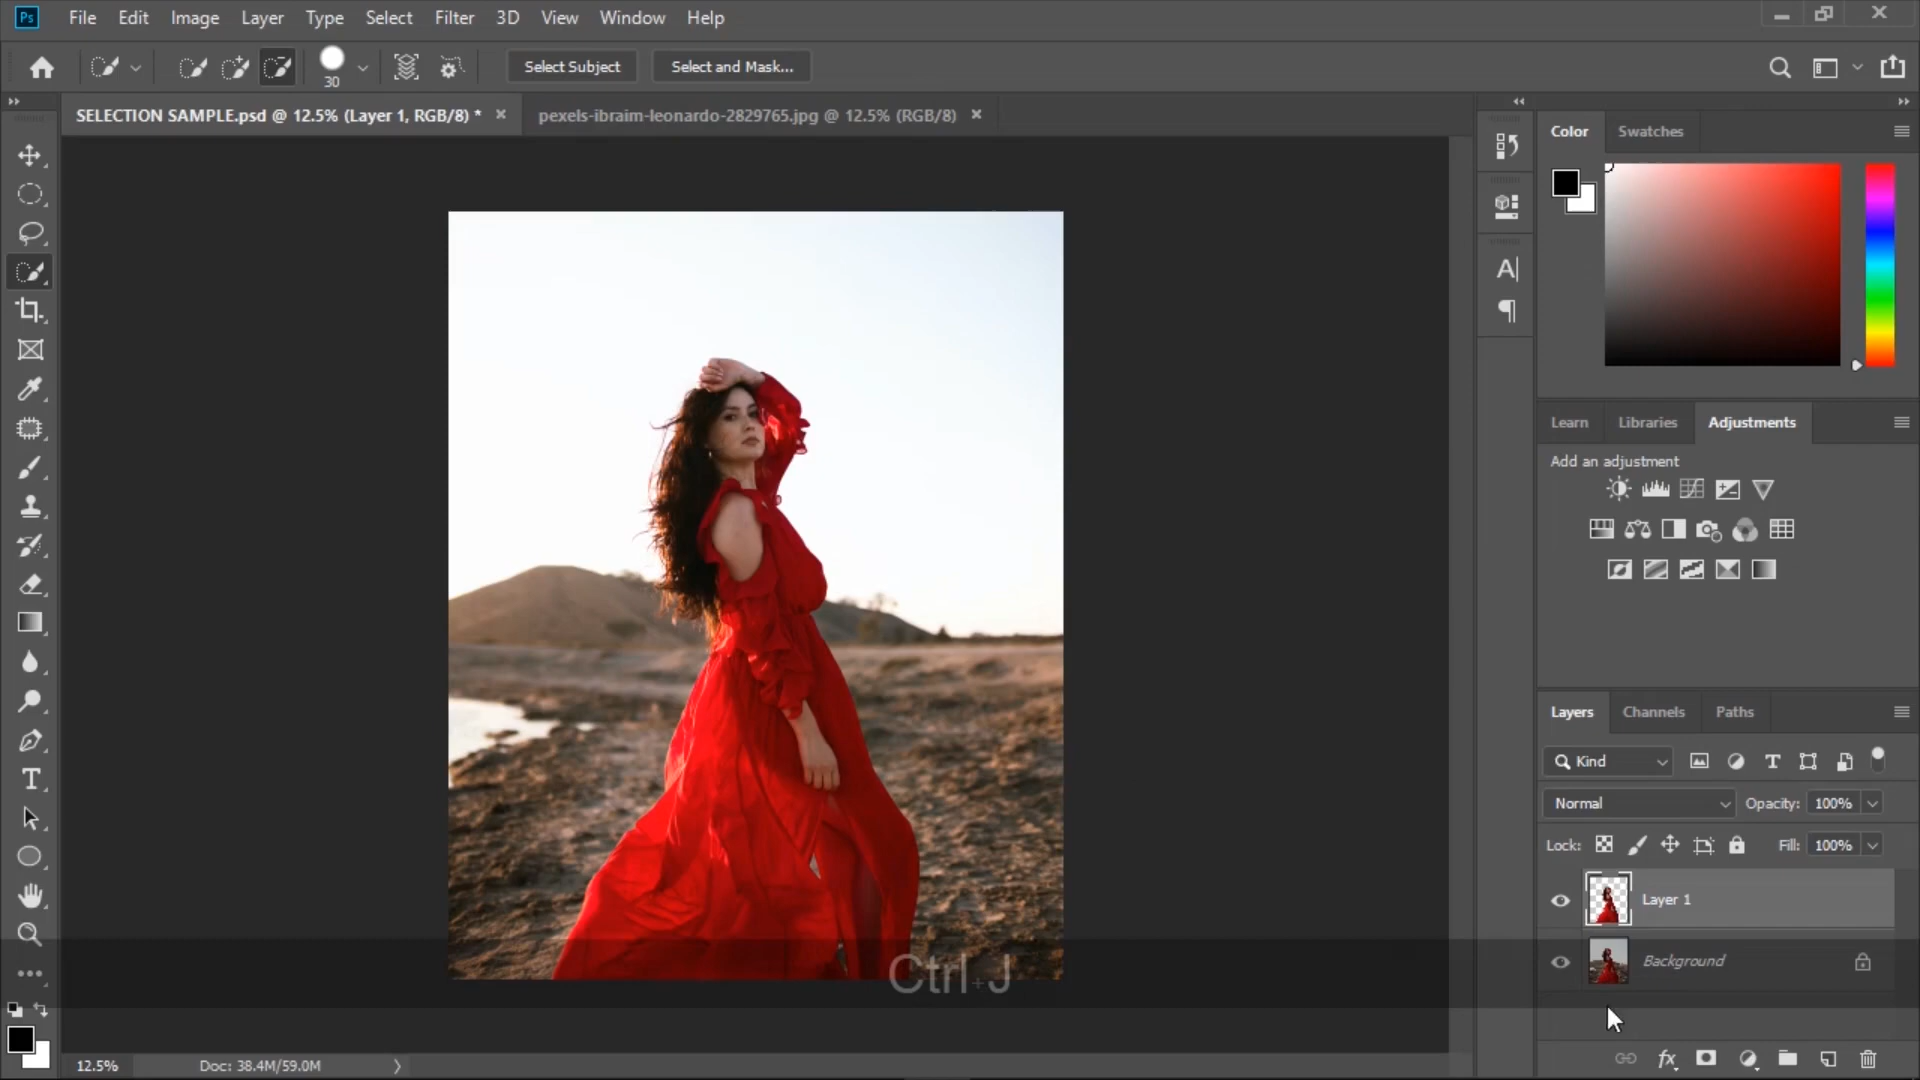 Ps File Edit Image Layer Type Select Filter 3D View Window Help
30 Select Subject Select and Mask...
SELECTION SAMPLE.psd @ 12.5% (Layer 1, RGB/8) * × pexels-ibraim-leonardo-2829765.jpg @ 12.5% (RGB/8) ×
Color Swatches
Learn Libraries Adjustments
Add an adjustment
Layers Channels Paths
Kind
Normal Opacity: 100%
Lock: Fill: 100%
Layer 1
Background
Ctrl+J
12.5% Doc: 38.4M/59.0M